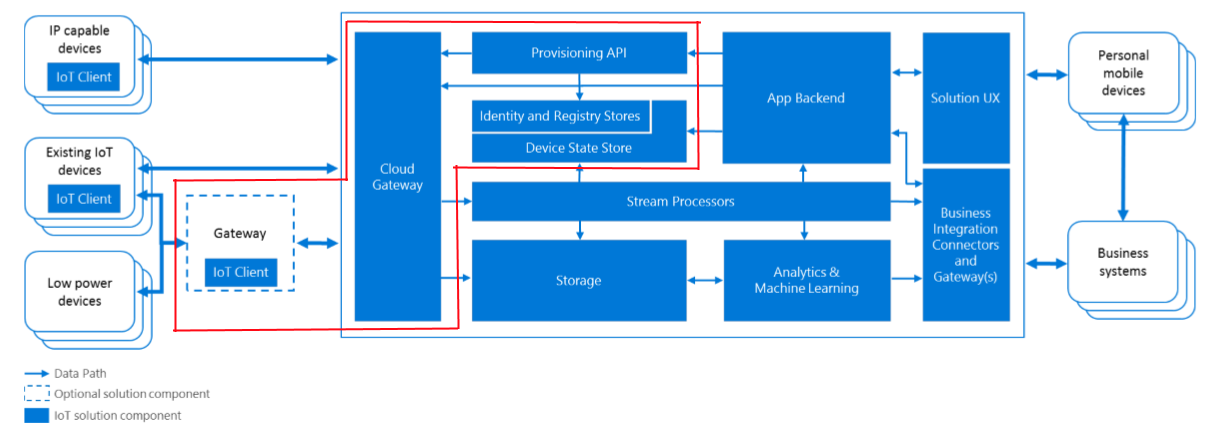 IP capable
devices
IoT Client
Existing IoT
devices
IoT Client
Low power
devices
Gateway
IoT Client
Cloud
Gateway
Provisioning API
Identity and Registry Stores
Device State Store
Stream Processors
Storage
App Backend
Analytics &
Machine Learning
Solution UX
Business
Integration
Connectors
and
Gateway(s)
Personal
mobile
devices
Business
systems
Data Path
Optional solution component
IoT solution component